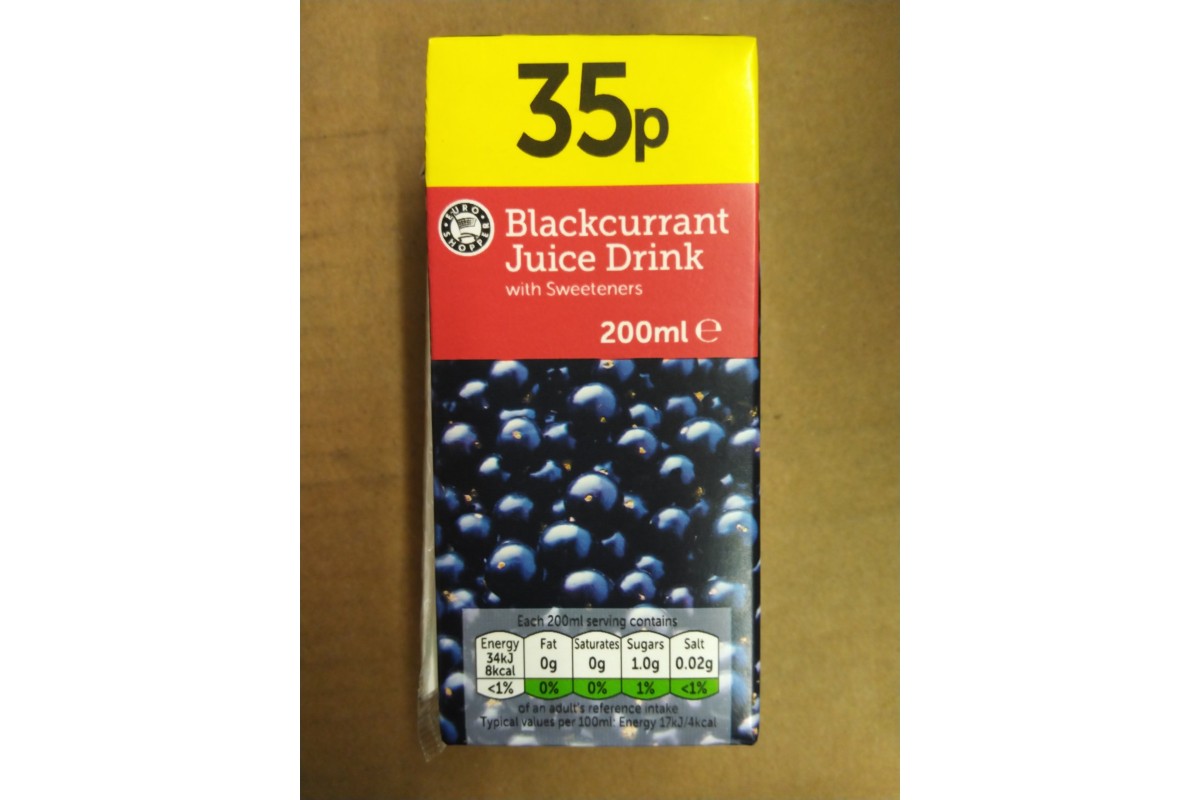 35p
EURO SHOPPER
Blackcurrant
Juice Drink
with Sweeteners
200ml ℮
Each 200ml serving contains
Energy Fat Saturates Sugars Salt
34kJ 8kcal 0g 0g 1.0g 0.02g
<1% 0% 0% 1% <1%
of an adult's reference intake
Typical values per 100ml: Energy 17kJ/4kcal